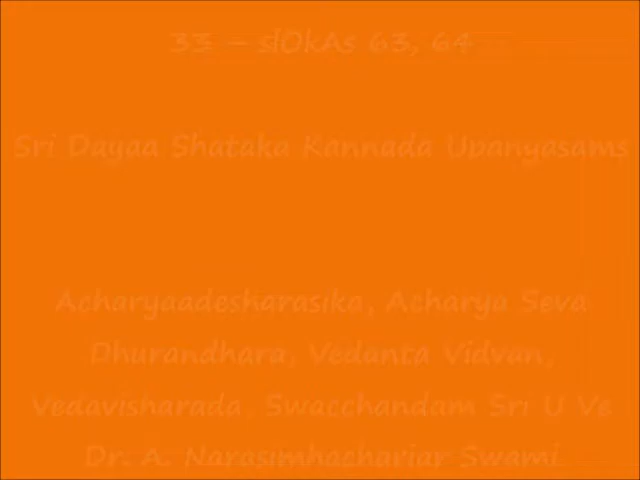 33 - slOkAs 63, 64
Sri Dayaa Shataka Kannada Upanyasams
Acharyaadesharasika, Acharya Seva
Dhurandhara, Vedanta Vidvan,
Vedavisharada, Swacchandam Sri U Ve
Dr. A. Narasimhachariar Swami